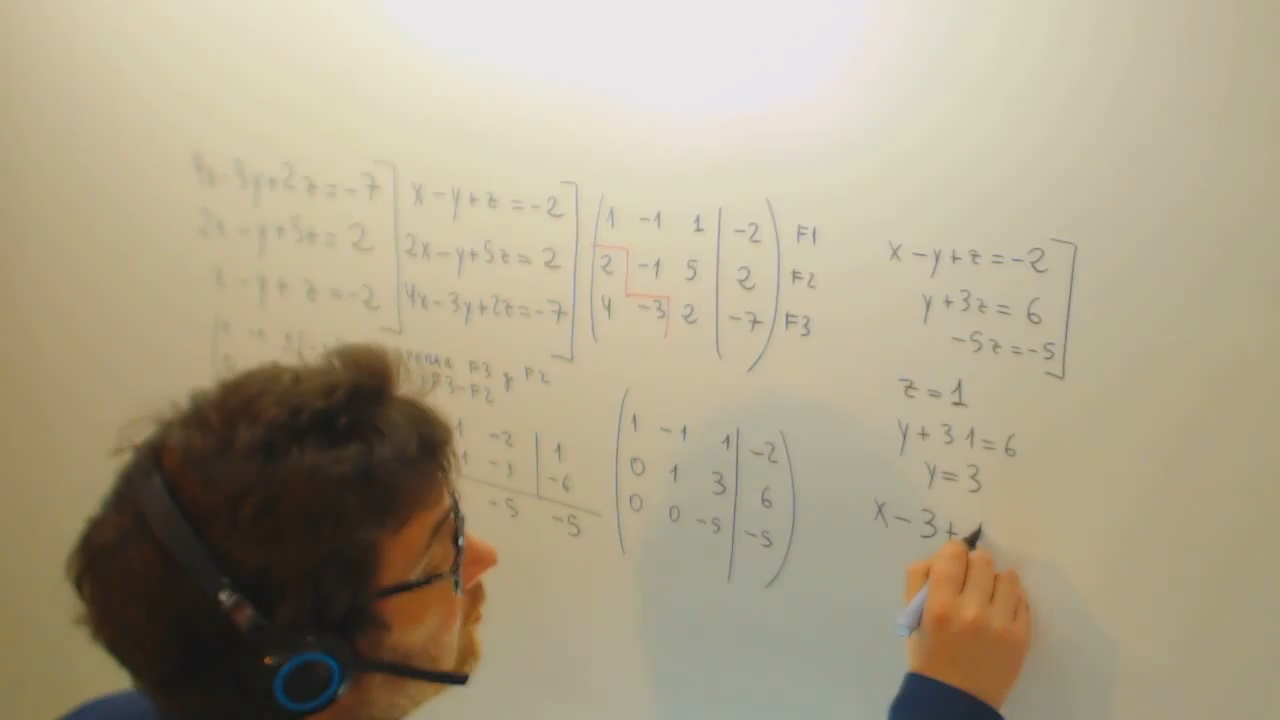 4x-3y+2z=-7
2x-y+5z=2
x-y+z=-2
x-y+z=-2
2x-y+5z=2
4x-3y+2z=-7
1 -1 1 -2 F1
2 -1 5 2 F2
4 -3 2 -7 F3
F3 y F2
F3-F2
1 -2 1
-3 -6
-5 -5
1 -1 1 -2
0 1 3 6
0 0 -5 -5
x-y+z=-2
y+3z=6
-5z=-5
z=1
y+3 1=6
y=3
x-3+